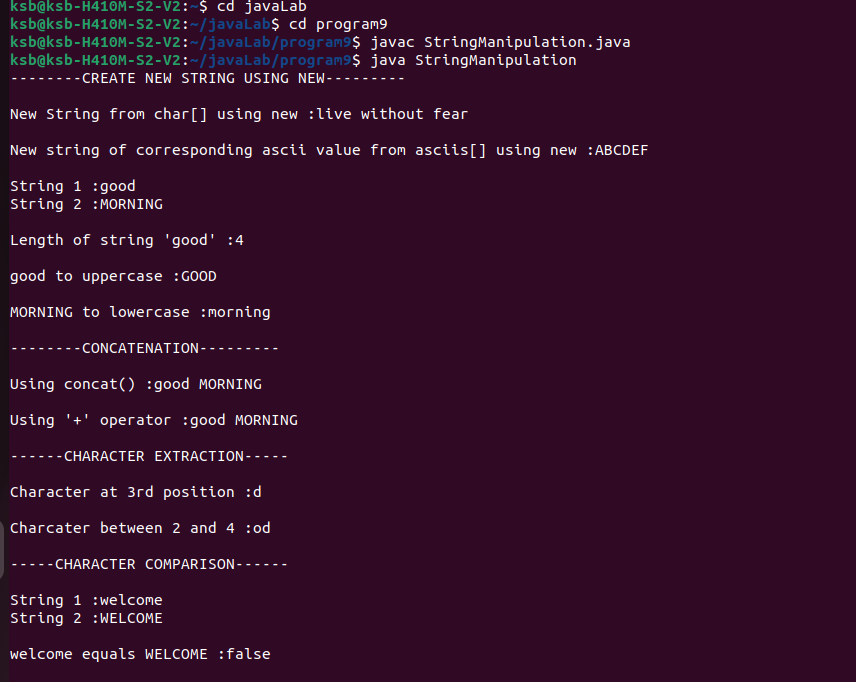 ksb@ksb-H410M-S2-V2:~$ cd javaLab
ksb@ksb-H410M-S2-V2:~/javaLab$ cd program9
ksb@ksb-H410M-S2-V2:~/javaLab/program9$ javac StringManipulation.java
ksb@ksb-H410M-S2-V2:~/javaLab/program9$ java StringManipulation
--------CREATE NEW STRING USING NEW---------
New String from char[] using new :live without fear
New string of corresponding ascii value from asciis[] using new :ABCDEF
String 1 :good
String 2 :MORNING
Length of string 'good' :4
good to uppercase :GOOD
MORNING to lowercase :morning
--------CONCATENATION---------
Using concat() :good MORNING
Using '+' operator :good MORNING
------CHARACTER EXTRACTION-----
Character at 3rd position :d
Charcater between 2 and 4 :od
-----CHARACTER COMPARISON------
String 1 :welcome
String 2 :WELCOME
welcome equals WELCOME :false